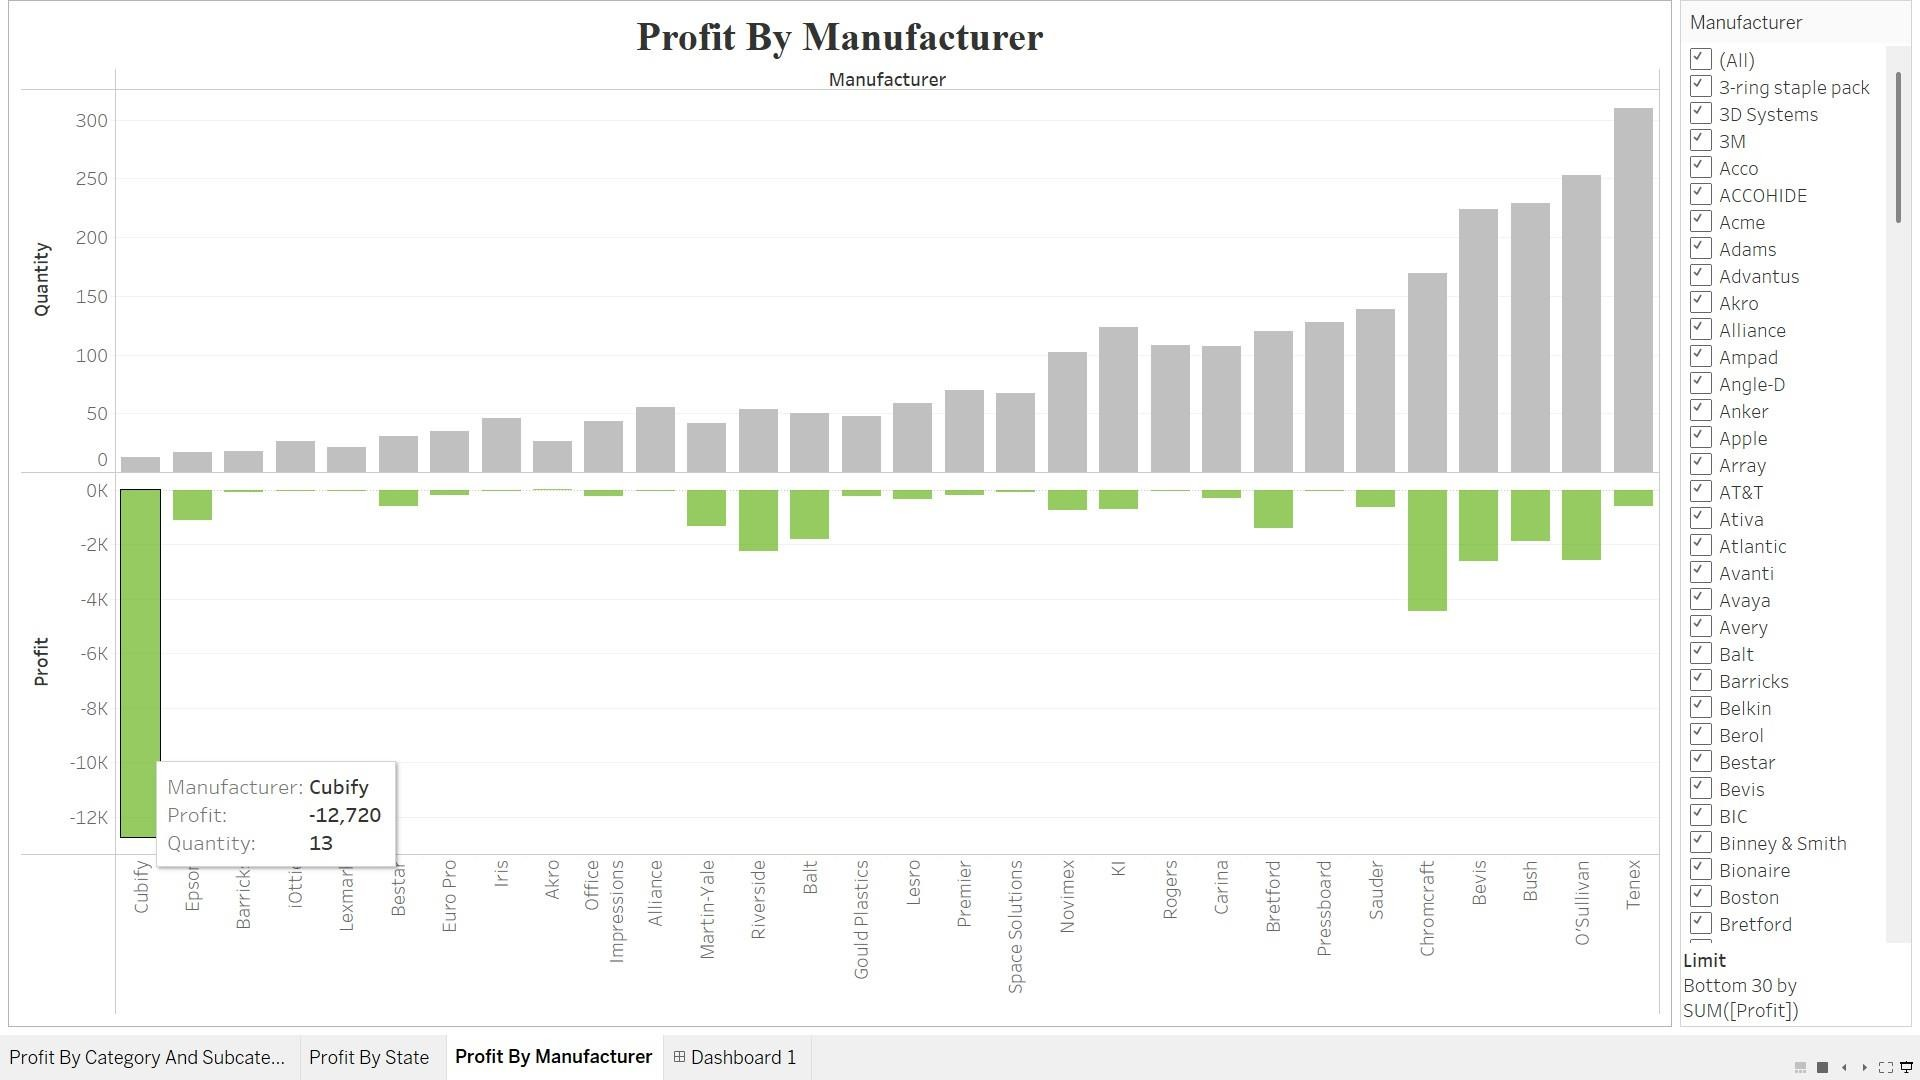 Profit By Manufacturer
Manufacturer
Quantity
300
250
200
150
100
50
0
Profit
0K
-2K
-4K
-6K
-8K
-10K
-12K
Manufacturer: Cubify
Profit: -12,720
Quantity: 13
Cubify
Epson
Barricks
iOttie
Lexmark
Bestar
Euro Pro
Iris
Akro
Office
Impressions
Alliance
Martin-Yale
Riverside
Balt
Gould Plastics
Lesro
Premier
Space Solutions
Novimex
KI
Rogers
Carina
Bretford
Pressboard
Sauder
Chromcraft
Bevis
Bush
O'Sullivan
Tenex
Manufacturer
(All)
3-ring staple pack
3D Systems
3M
Acco
ACCOHIDE
Acme
Adams
Advantus
Akro
Alliance
Ampad
Angle-D
Anker
Apple
Array
AT&T
Ativa
Atlantic
Avanti
Avaya
Avery
Balt
Barricks
Belkin
Berol
Bestar
Bevis
BIC
Binney & Smith
Bionaire
Boston
Bretford
Limit
Bottom 30 by
SUM([Profit])
Profit By Category And Subcate...
Profit By State
Profit By Manufacturer
Dashboard 1